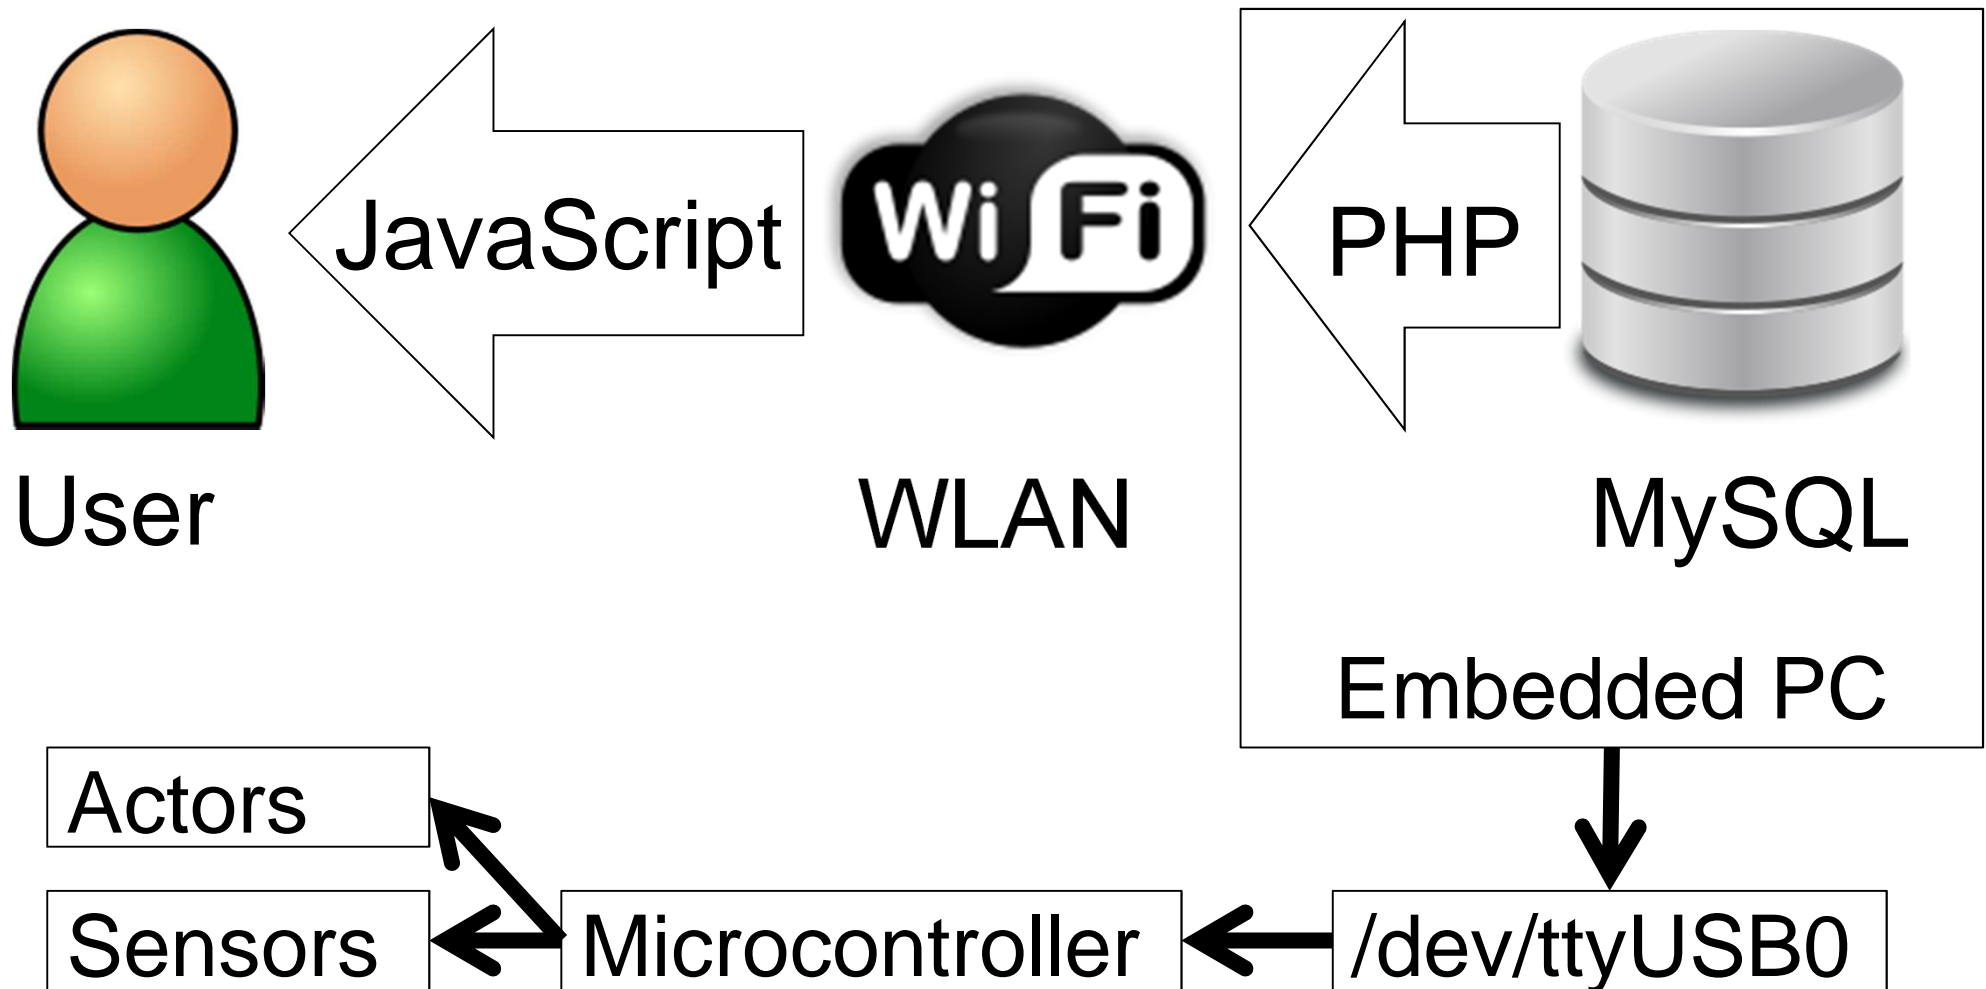 JavaScript
Wi Fi
PHP
User
WLAN
MySQL
Embedded PC
Actors
Sensors
Microcontroller
/dev/ttyUSB0